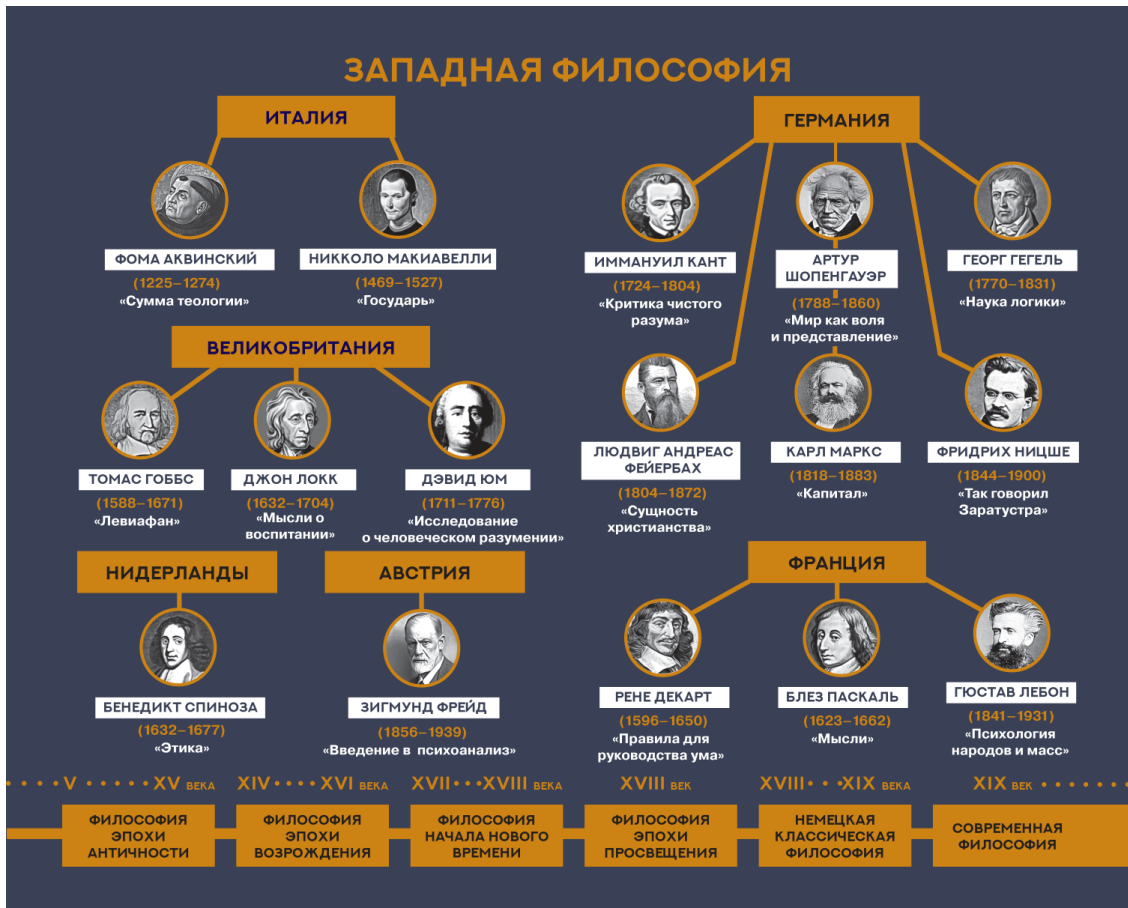 ЗАПАДНАЯ ФИЛОСОФИЯ
ИТАЛИЯ
ФОМА АКВИНСКИЙ
(1225–1274)
«Сумма теологии»
НИККОЛО МАКИАВЕЛЛИ
(1469–1527)
«Государь»
ВЕЛИКОБРИТАНИЯ
ТОМАС ГОББС
(1588–1671)
«Левиафан»
ДЖОН ЛОКК
(1632–1704)
«Мысли о
воспитании»
ДЭВИД ЮМ
(1711–1776)
«Исследование
о человеческом разумении»
НИДЕРЛАНДЫ
БЕНЕДИКТ СПИНОЗА
(1632–1677)
«Этика»
АВСТРИЯ
ЗИГМУНД ФРЕЙД
(1856–1939)
«Введение в психоанализ»
ГЕРМАНИЯ
ИММАНУИЛ КАНТ
(1724–1804)
«Критика чистого
разума»
АРТУР
ШОПЕНГАУЭР
(1788–1860)
«Мир как воля
и представление»
ГЕОРГ ГЕГЕЛЬ
(1770–1831)
«Наука логики»
ЛЮДВИГ АНДРЕАС
ФЕЙЕРБАХ
(1804–1872)
«Сущность
христианства»
КАРЛ МАРКС
(1818–1883)
«Капитал»
ФРИДРИХ НИЦШЕ
(1844–1900)
«Так говорил
Заратустра»
ФРАНЦИЯ
РЕНЕ ДЕКАРТ
(1596–1650)
«Правила для
руководства ума»
БЛЕЗ ПАСКАЛЬ
(1623–1662)
«Мысли»
ГЮСТАВ ЛЕБОН
(1841–1931)
«Психология
народов и масс»
V XV ВЕКА
ФИЛОСОФИЯ
ЭПОХИ
АНТИЧНОСТИ
XIV XVI ВЕКА
ФИЛОСОФИЯ
ЭПОХИ
ВОЗРОЖДЕНИЯ
XVII XVIII ВЕКА
ФИЛОСОФИЯ
НАЧАЛА НОВОГО
ВРЕМЕНИ
XVIII ВЕК
ФИЛОСОФИЯ
ЭПОХИ
ПРОСВЕЩЕНИЯ
XVIII XIX ВЕКА
НЕМЕЦКАЯ
КЛАССИЧЕСКАЯ
ФИЛОСОФИЯ
XIX ВЕК
СОВРЕМЕННАЯ
ФИЛОСОФИЯ